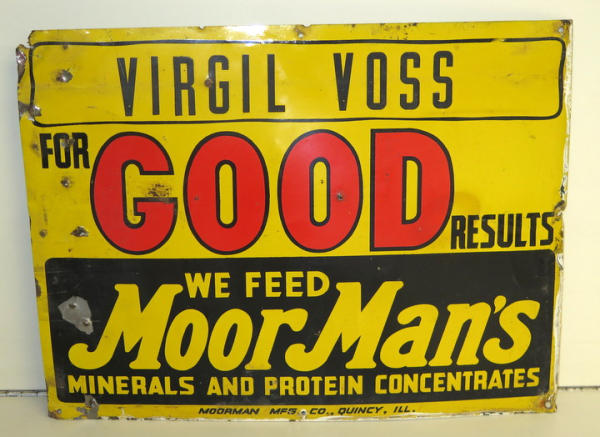 VIRGIL VOSS
FOR GOOD RESULTS
WE FEED
MoorMan's
MINERALS AND PROTEIN CONCENTRATES
MOORMAN MFG. CO., QUINCY, ILL.